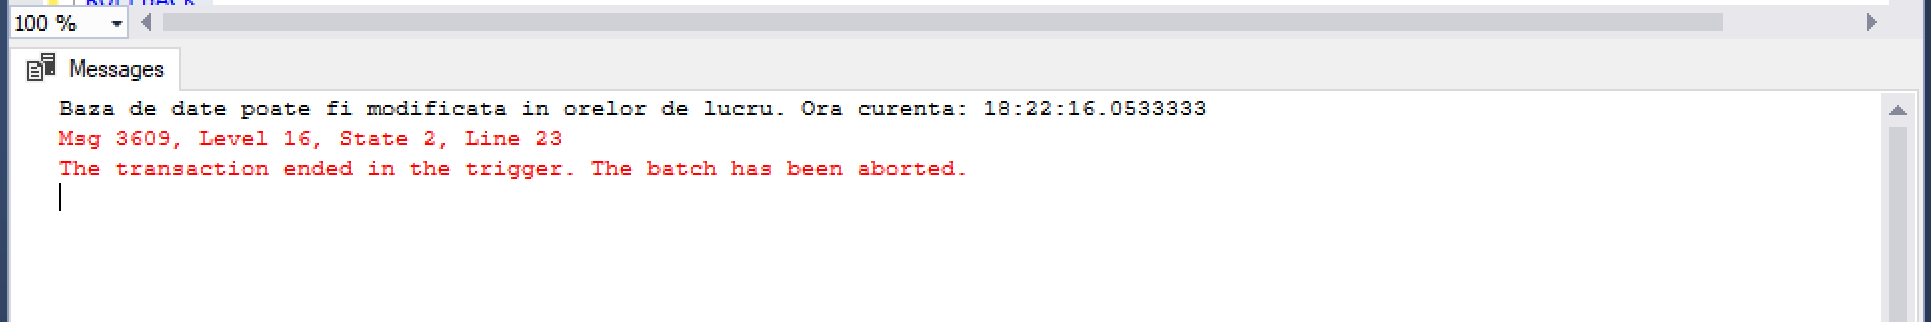 ROLLBACK
100 %
Messages
Baza de date poate fi modificata in orelor de lucru. Ora curenta: 18:22:16.0533333
Msg 3609, Level 16, State 2, Line 23
The transaction ended in the trigger. The batch has been aborted.